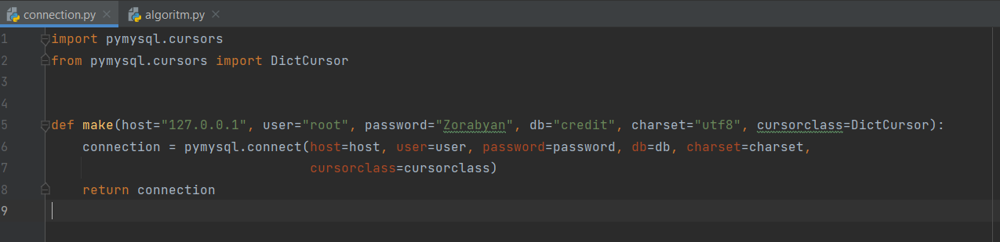 connection.py
algoritm.py
1 import pymysql.cursors
2 from pymysql.cursors import DictCursor
3
4
5 def make(host="127.0.0.1", user="root", password="Zorabyan", db="credit", charset="utf8", cursorclass=DictCursor):
6     connection = pymysql.connect(host=host, user=user, password=password, db=db, charset=charset,
7                                  cursorclass=cursorclass)
8     return connection
9